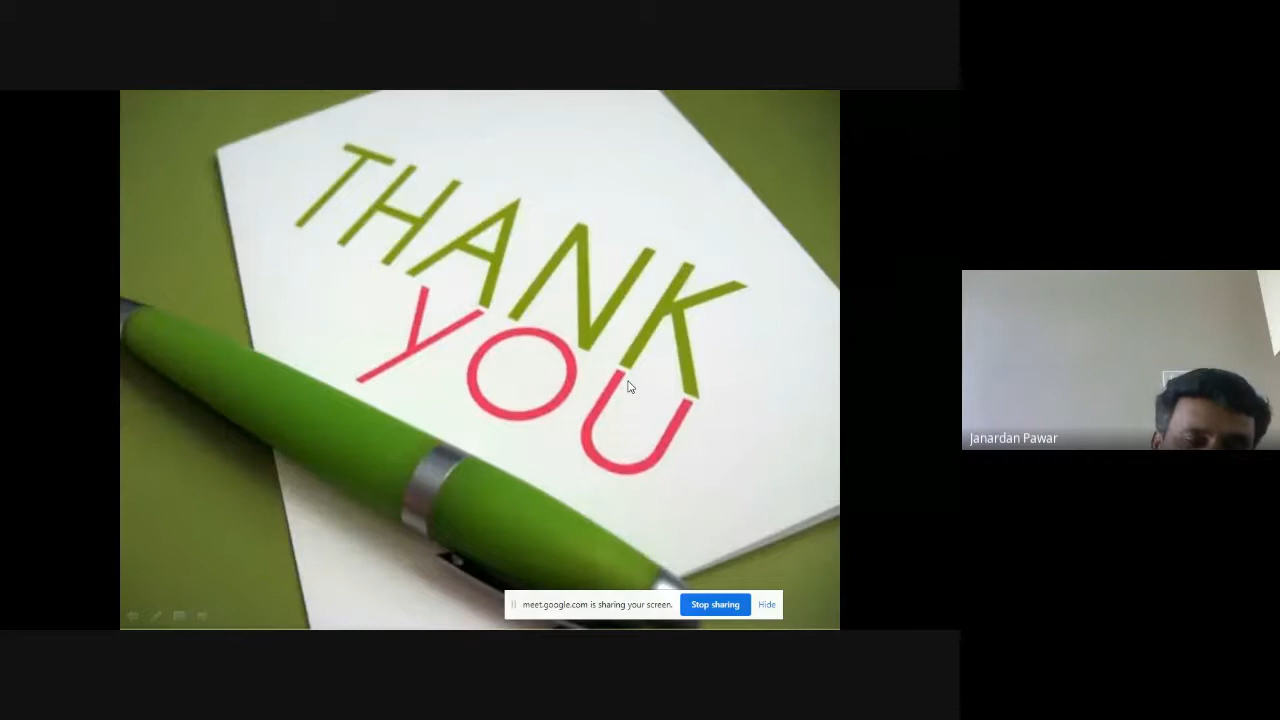 THANK
YOU
meet.google.com is sharing your screen.
Stop sharing
Hide
Janardan Pawar